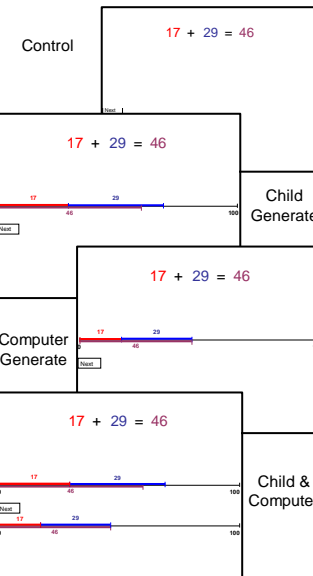 Control
17 + 29 = 46
Next
17 + 29 = 46
17 29
46 100
Next
Child
Generate
17 + 29 = 46
17 29
0 46
Next
Computer
Generate
17 + 29 = 46
17 29
46 100
Next
17 29
46 100
Child &
Compute